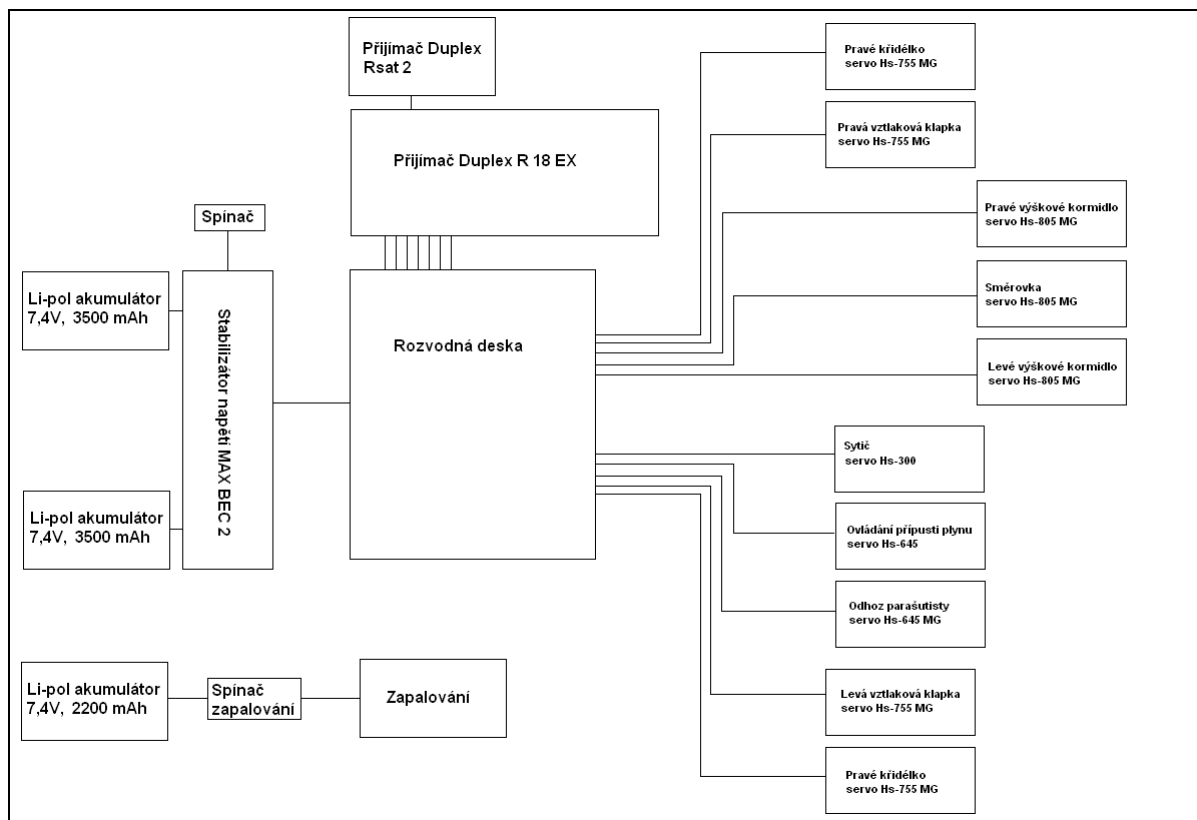 Přijímač Duplex
Rsat 2
Přijímač Duplex R 18 EX
Spínač
Li-pol akumulátor
7,4V, 3500 mAh
Stabilizátor napětí MAX BEC 2
Li-pol akumulátor
7,4V, 3500 mAh
Rozvodná deska
Li-pol akumulátor
7,4V, 2200 mAh
Spínač
zapalování
Zapalování
Pravé křidélko
servo Hs-755 MG
Pravá vztlaková klapka
servo Hs-755 MG
Pravé výškové kormidlo
servo Hs-805 MG
Směrovka
servo Hs-805 MG
Levé výškové kormidlo
servo Hs-805 MG
Sytič
servo Hs-300
Ovládání přípusti plynu
servo Hs-645
Odhoz parašutisty
servo Hs-645 MG
Levá vztlaková klapka
servo Hs-755 MG
Pravé křidélko
servo Hs-755 MG